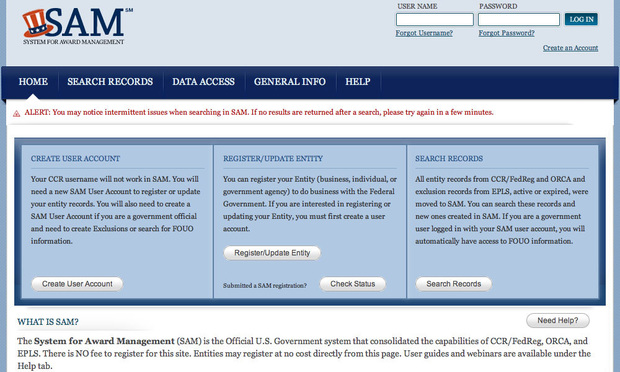 SAM SM
SYSTEM FOR AWARD MANAGEMENT
USER NAME PASSWORD
LOG IN
Forgot Username? Forgot Password?
Create an Account
HOME SEARCH RECORDS DATA ACCESS GENERAL INFO HELP
ALERT: You may notice intermittent issues when searching in SAM. If no results are returned after a search, please try again in a few minutes.
CREATE USER ACCOUNT
Your CCR username will not work in SAM. You
will need a new SAM User Account to register or update
your entity records. You will also need to create a
SAM User Account if you are a government official
and need to create Exclusions or search for FOUO
information.
Create User Account
REGISTER/UPDATE ENTITY
You can register your Entity (business, individual, or
government agency) to do business with the Federal
Government. If you are interested in registering or
updating your Entity, you must first create a user
account.
Register/Update Entity
Submitted a SAM registration? Check Status
SEARCH RECORDS
All entity records from CCR/FedReg and ORCA and
exclusion records from EPLS, active or expired, were
moved to SAM. You can search these records and
new ones created in SAM. If you are a government
user logged in with your SAM user account, you will
automatically have access to FOUO information.
Search Records
WHAT IS SAM?
Need Help?
The System for Award Management (SAM) is the Official U.S. Government system that consolidated the capabilities of CCR/FedReg, ORCA, and
EPLS. There is NO fee to register for this site. Entities may register at no cost directly from this page. User guides and webinars are available under the
Help tab.